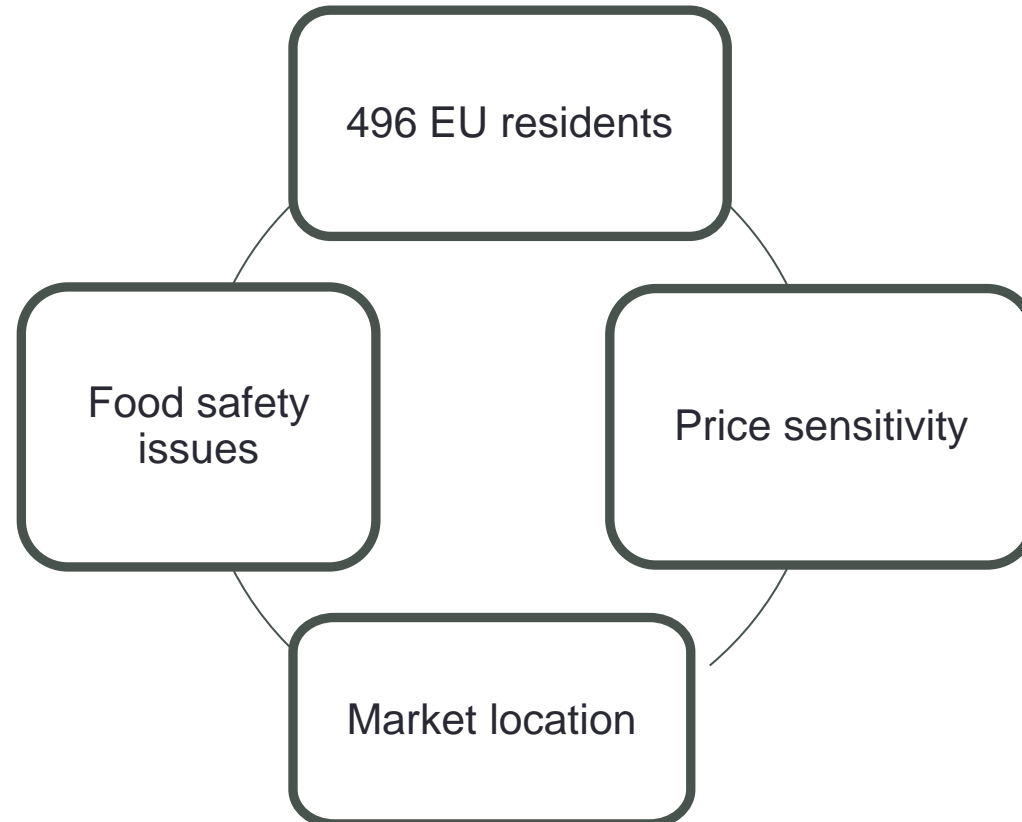 496 EU residents
Food safety
issues
Price sensitivity
Market location